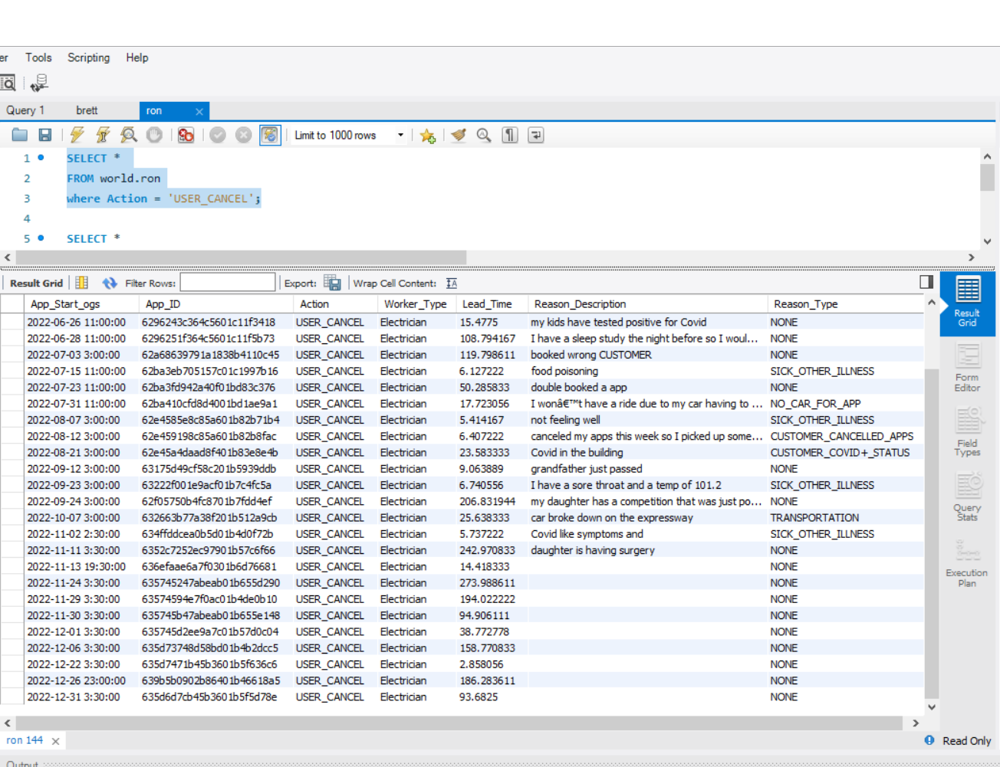 er Tools Scripting Help
Query 1 brett ron
Limit to 1000 rows
1 SELECT *
2 FROM world.ron
3 where Action = 'USER_CANCEL';
4
5 SELECT *
Result Grid Filter Rows: Export: Wrap Cell Content:
App_Start_ogs App_ID Action Worker_Type Lead_Time Reason_Description Reason_Type
2022-06-26 11:00:00 6296243c364c5601c11f3418 USER_CANCEL Electrician 15.4775 my kids have tested positive for Covid NONE
2022-06-28 11:00:00 6296251f364c5601c11f5b73 USER_CANCEL Electrician 108.794167 I have a sleep study the night before so I woul... NONE
2022-07-03 3:00:00 62a68639791a1838b4110c45 USER_CANCEL Electrician 119.798611 booked wrong CUSTOMER NONE
2022-07-15 11:00:00 62ba3eb705157c01c1997b16 USER_CANCEL Electrician 6.127222 food poisoning SICK_OTHER_ILLNESS
2022-07-23 11:00:00 62ba3fd942a40f01bd83c376 USER_CANCEL Electrician 50.285833 double booked a app NONE
2022-07-31 11:00:00 62ba410cfd8d4001bd1ae9a1 USER_CANCEL Electrician 17.723056 I wonâ€™t have a ride due to my car having to ... NO_CAR_FOR_APP
2022-08-07 3:00:00 62e4585e8c85a601b82b71b4 USER_CANCEL Electrician 5.414167 not feeling well SICK_OTHER_ILLNESS
2022-08-12 3:00:00 62e459198c85a601b82b8fac USER_CANCEL Electrician 6.407222 canceled my apps this week so I picked up some... CUSTOMER_CANCELLED_APPS
2022-08-21 3:00:00 62e45a4daad8f401b83e8e4b USER_CANCEL Electrician 23.583333 Covid in the building CUSTOMER_COVID+_STATUS
2022-09-12 3:00:00 63175d49cf58c201b5939ddb USER_CANCEL Electrician 9.063889 grandfather just passed NONE
2022-09-23 3:00:00 63222f001e9acf01b7c4fc5a USER_CANCEL Electrician 6.740556 I have a sore throat and a temp of 101.2 SICK_OTHER_ILLNESS
2022-09-24 3:00:00 62f05750b4fc8701b7fdd4ef USER_CANCEL Electrician 206.831944 my daughter has a competition that was just po... NONE
2022-10-07 3:00:00 632663b77a38f201b512a9cb USER_CANCEL Electrician 25.638333 car broke down on the expressway TRANSPORTATION
2022-11-02 2:30:00 634ffddcea0b5d01b4d0f72b USER_CANCEL Electrician 5.737222 Covid like symptoms and SICK_OTHER_ILLNESS
2022-11-11 3:30:00 6352c7252ec97901b57c6f66 USER_CANCEL Electrician 242.970833 daughter is having surgery NONE
2022-11-13 19:30:00 636efaae6a7f0301b6d76681 USER_CANCEL Electrician 14.418333 NONE
2022-11-24 3:30:00 635745247abeab01b655d290 USER_CANCEL Electrician 273.988611 NONE
2022-11-29 3:30:00 63574594e7f0ac01b4de0b10 USER_CANCEL Electrician 194.022222 NONE
2022-11-30 3:30:00 635745b47abeab01b655e148 USER_CANCEL Electrician 94.906111 NONE
2022-12-01 3:30:00 635745d2ee9a7c01b57d0c04 USER_CANCEL Electrician 38.772778 NONE
2022-12-06 3:30:00 635d73748d58bd01b4b2dcc5 USER_CANCEL Electrician 158.770833 NONE
2022-12-22 3:30:00 635d7471b45b3601b5f636c6 USER_CANCEL Electrician 2.858056 NONE
2022-12-26 23:00:00 639b5b0902b86401b46618a5 USER_CANCEL Electrician 186.283611 NONE
2022-12-31 3:30:00 635d6d7cb45b3601b5f5d78e USER_CANCEL Electrician 93.6825 NONE
Result
Grid
Form
Editor
Field
Types
Query
Stats
Execution
Plan
ron 144 Read Only
Output